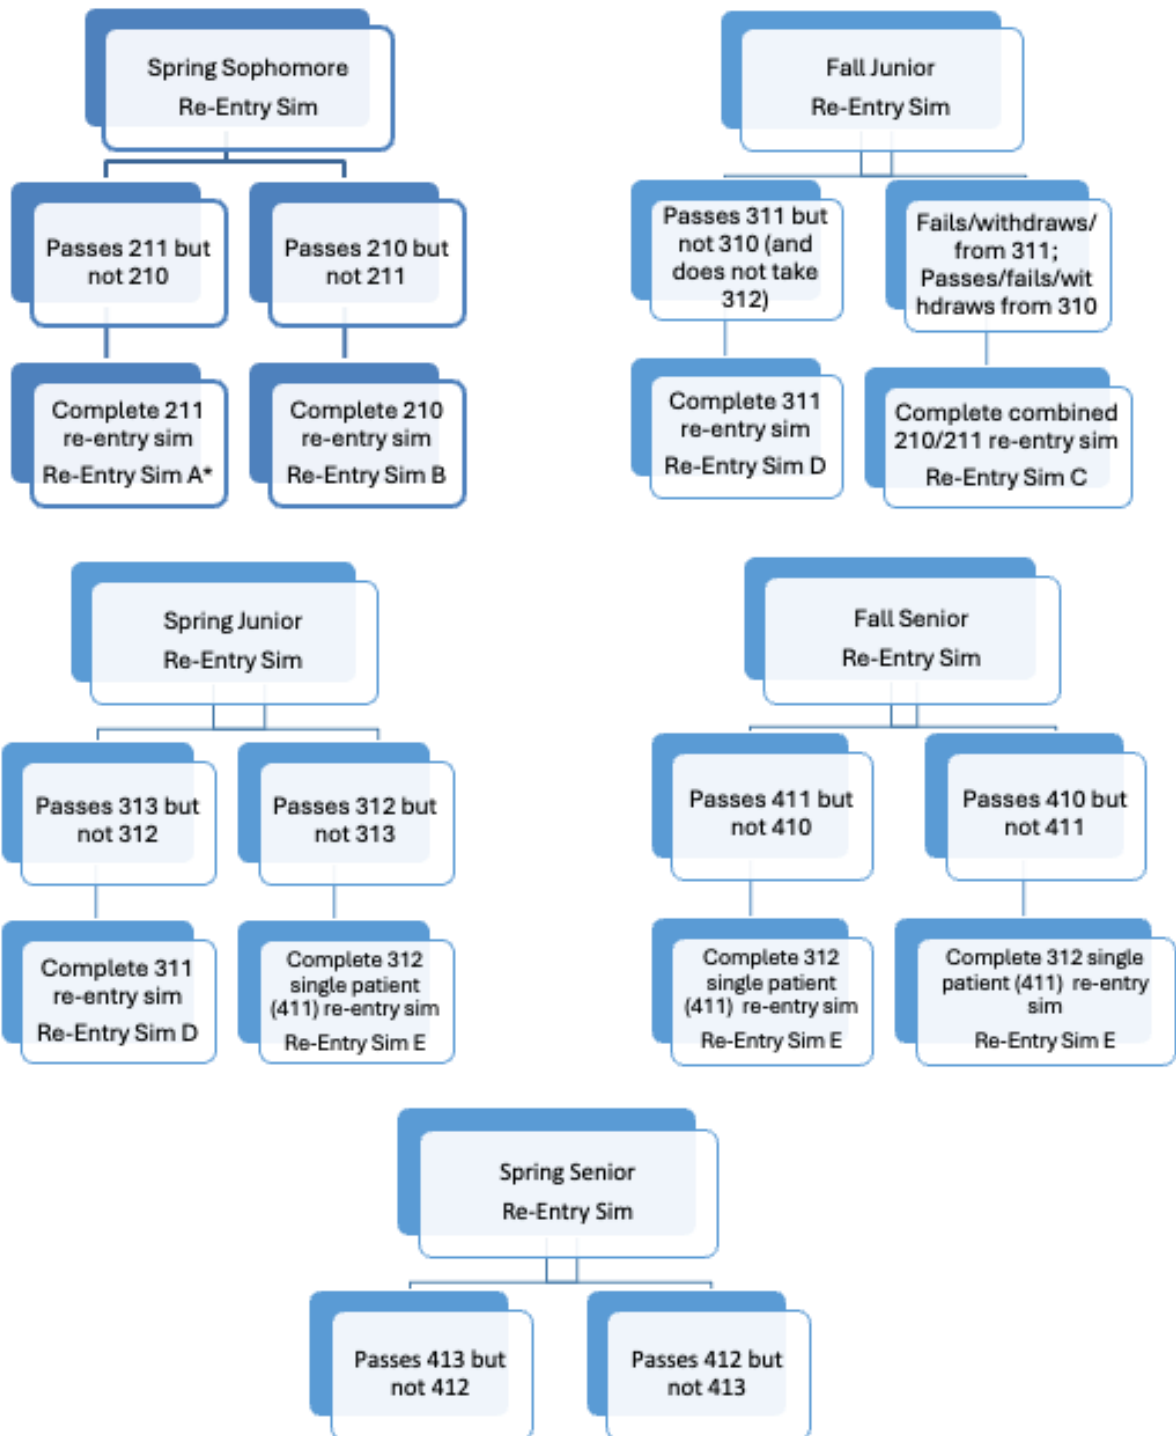 Spring Sophomore
Re-Entry Sim
Passes 211 but
not 210
Passes 210 but
not 211
Complete 211
re-entry sim
Re-Entry Sim A*
Complete 210
re-entry sim
Re-Entry Sim B
Fall Junior
Re-Entry Sim
Passes 311 but
not 310 (and
does not take
312)
Fails/withdraws/
from 311;
Passes/fails/wit
hdraws from 310
Complete 311
re-entry sim
Re-Entry Sim D
Complete combined
210/211 re-entry sim
Re-Entry Sim C
Spring Junior
Re-Entry Sim
Passes 313 but
not 312
Passes 312 but
not 313
Complete 311
re-entry sim
Re-Entry Sim D
Complete 312
single patient
(411) re-entry sim
Re-Entry Sim E
Fall Senior
Re-Entry Sim
Passes 411 but
not 410
Passes 410 but
not 411
Complete 312
single patient
(411) re-entry sim
Re-Entry Sim E
Complete 312 single
patient (411) re-entry
sim
Re-Entry Sim E
Spring Senior
Re-Entry Sim
Passes 413 but
not 412
Passes 412 but
not 413